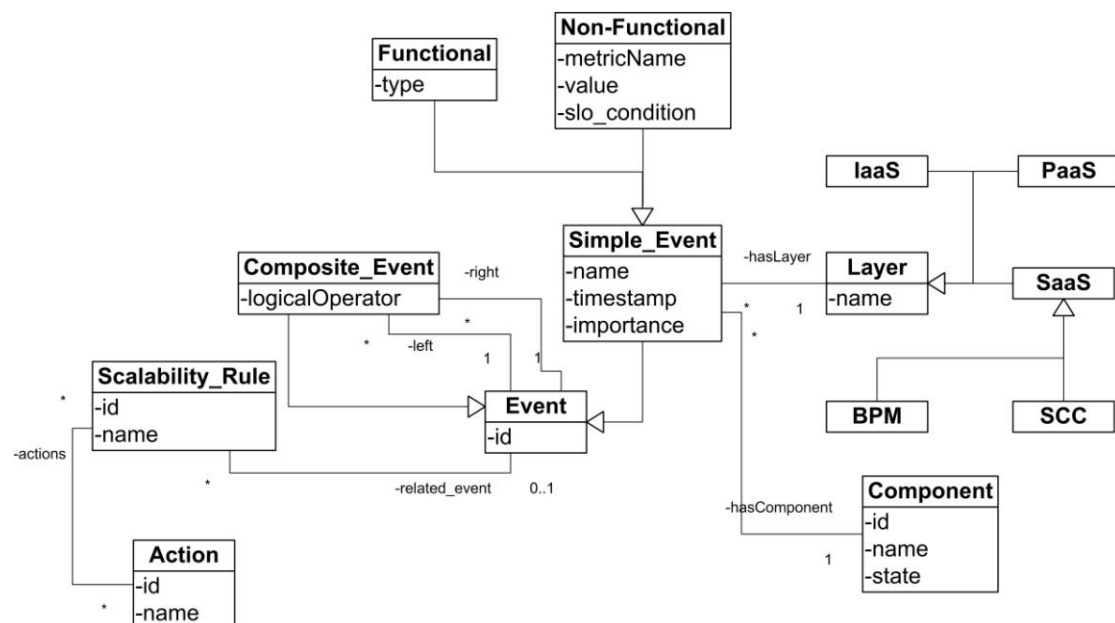 Non-Functional
-metricName
-value
-slo_condition
Functional
-type
IaaS
PaaS
Simple_Event
-name
-timestamp
-importance
-hasLayer
*
1
Layer
-name
SaaS
Composite_Event
-logicalOperator
-right
*
1
-left
*
1
*
BPM
SCC
Scalability_Rule
-id
-name
Event
-id
*
-actions
*
-related_event
0..1
*
-hasComponent
1
Component
-id
-name
-state
Action
-id
-name